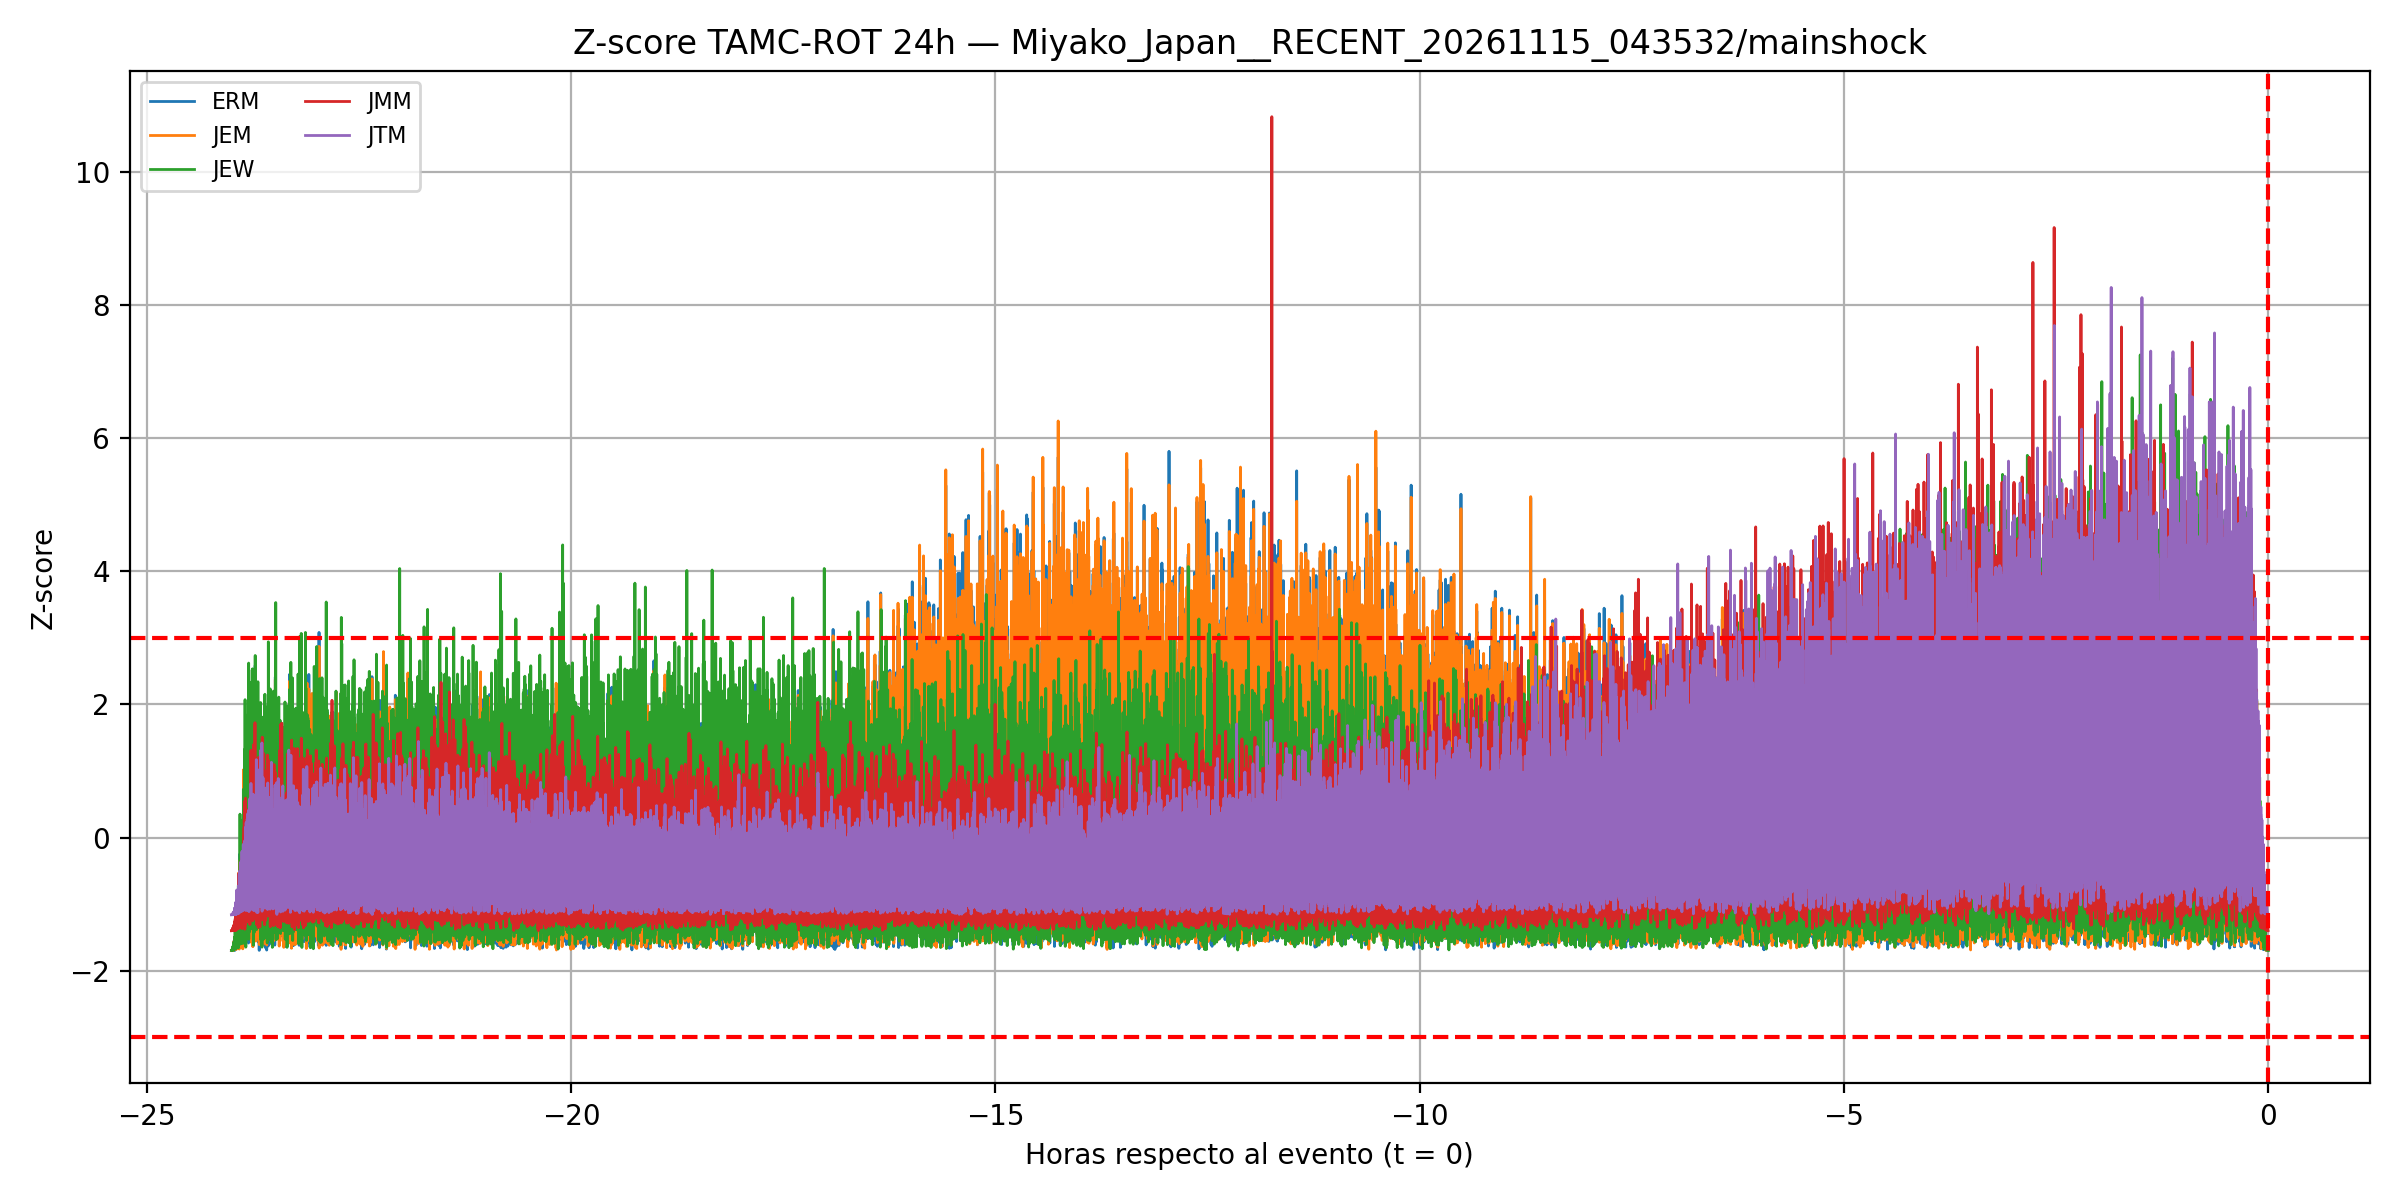 Z-score TAMC-ROT 24h — Miyako_Japan__RECENT_20261115_043532/mainshock
ERM
JEM
JEW
JMM
JTM
Z-score
10
8
6
4
2
0
−2
−25
−20
−15
−10
−5
0
Horas respecto al evento (t = 0)